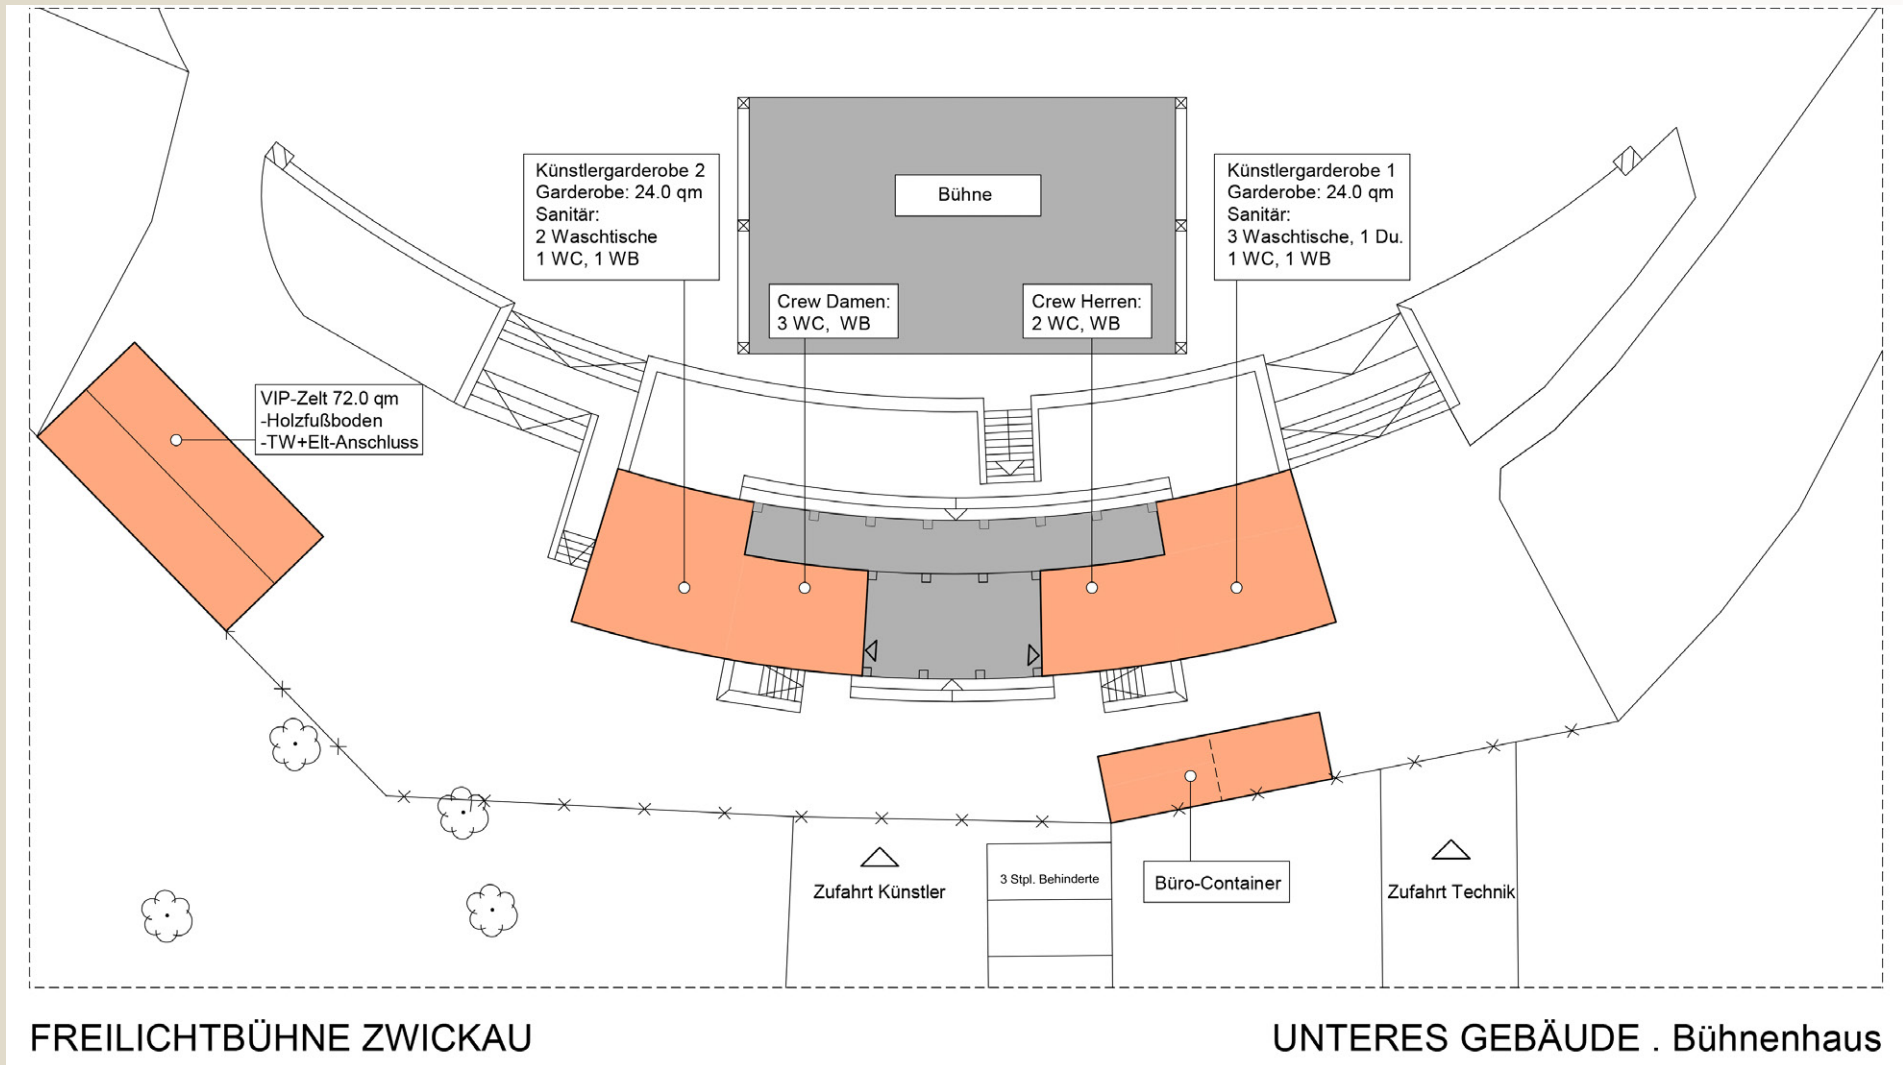 Künstlergarderobe 2
Garderobe: 24.0 qm
Sanitär:
2 Waschtische
1 WC, 1 WB
Bühne
Künstlergarderobe 1
Garderobe: 24.0 qm
Sanitär:
3 Waschtische, 1 Du.
1 WC, 1 WB
Crew Damen:
3 WC, WB
Crew Herren:
2 WC, WB
VIP-Zelt 72.0 qm
-Holzfußboden
-TW+Elt-Anschluss
Zufahrt Künstler
3 Stpl. Behinderte
Büro-Container
Zufahrt Technik
FREILICHTBÜHNE ZWICKAU
UNTERES GEBÄUDE . Bühnenhaus